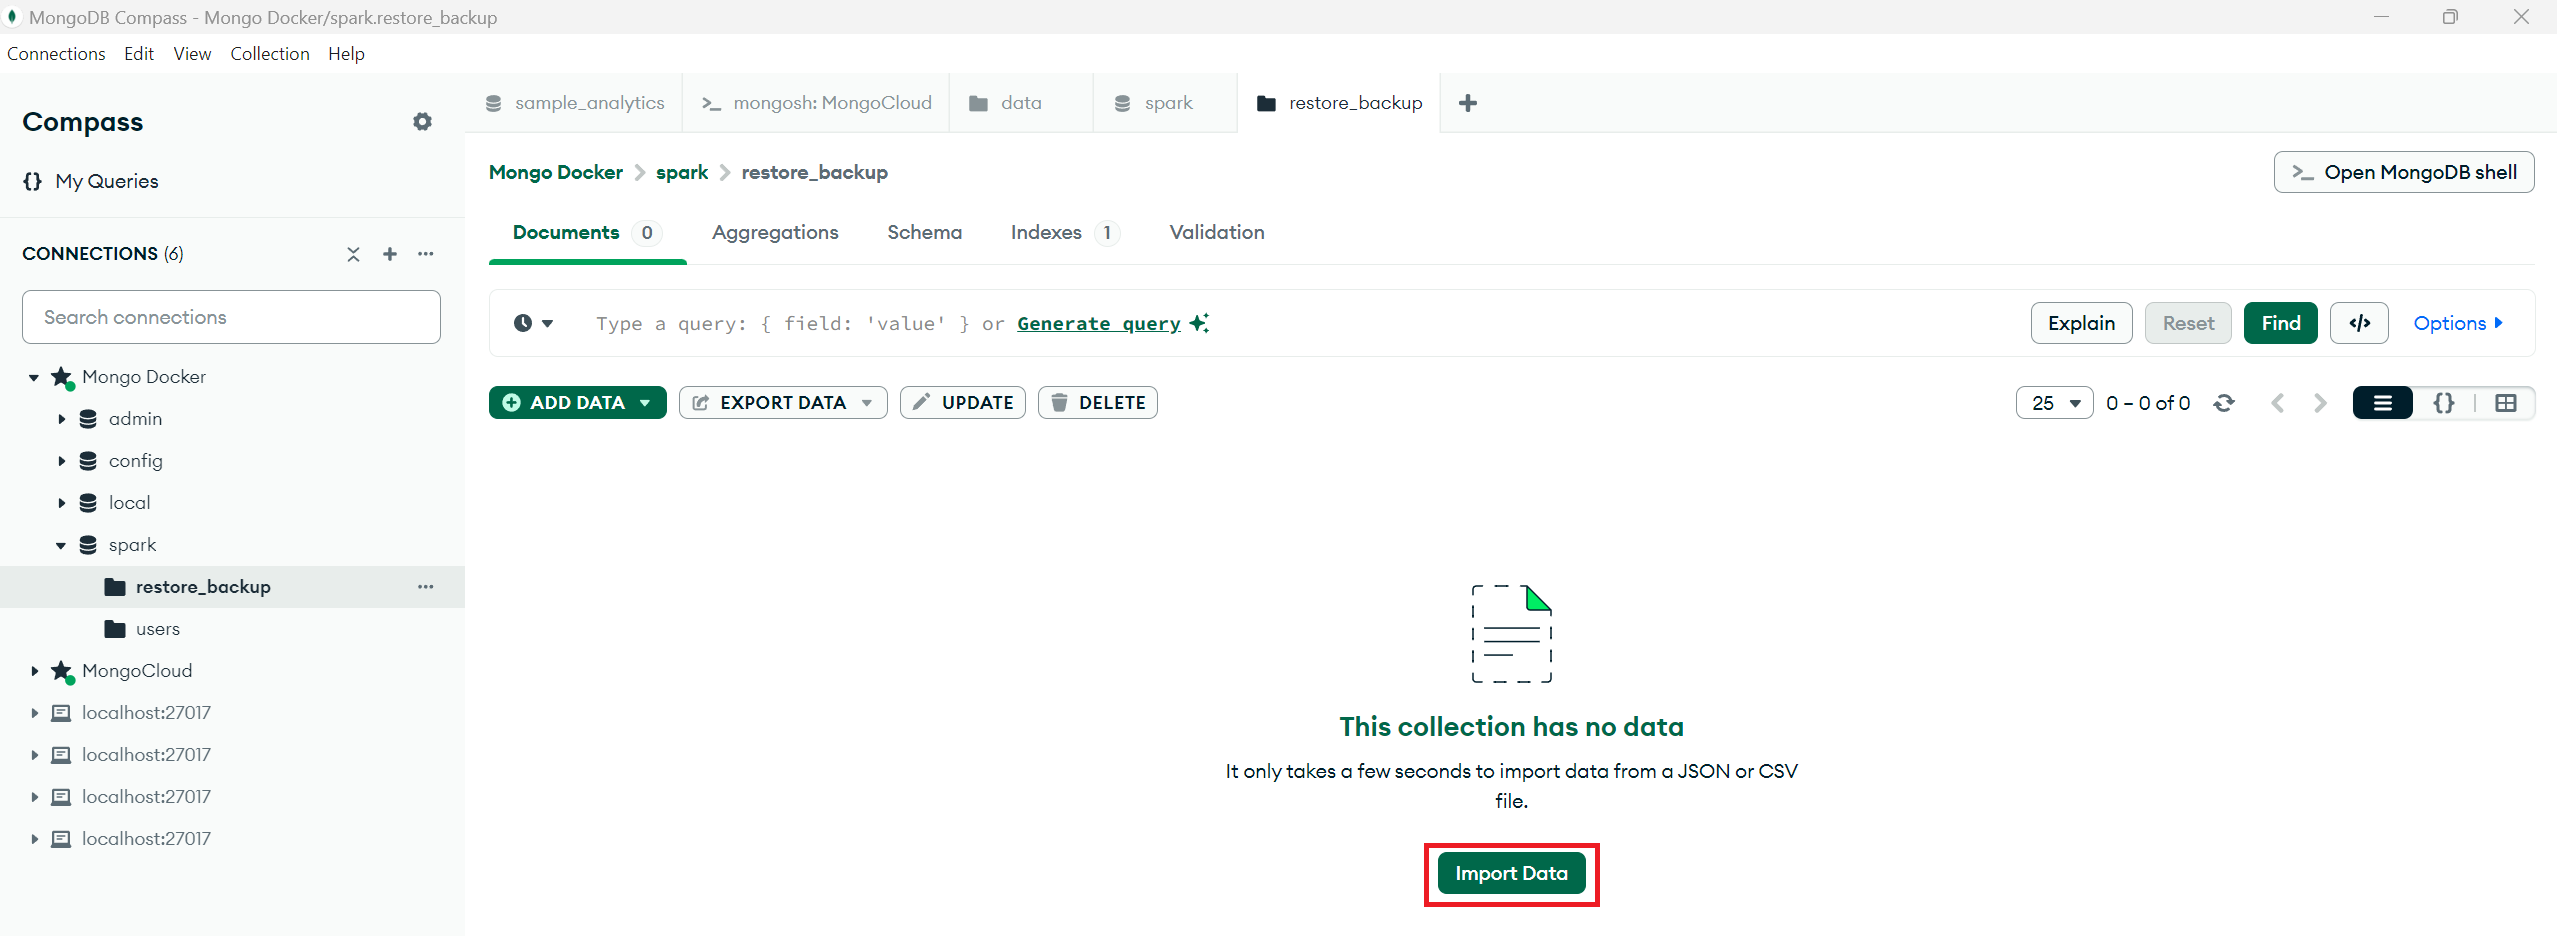 MongoDB Compass - Mongo Docker/spark.restore_backup
Connections Edit View Collection Help
Compass
{} My Queries
CONNECTIONS (6)
Search connections
Mongo Docker
admin
config
local
spark
restore_backup
users
MongoCloud
localhost:27017
localhost:27017
localhost:27017
localhost:27017
sample_analytics >_ mongosh: MongoCloud data spark restore_backup +
Mongo Docker > spark > restore_backup >_ Open MongoDB shell
Documents 0 Aggregations Schema Indexes 1 Validation
Type a query: { field: 'value' } or Generate query Explain Reset Find </> Options
ADD DATA EXPORT DATA UPDATE DELETE 25 0 – 0 of 0 {}
This collection has no data
It only takes a few seconds to import data from a JSON or CSV
file.
Import Data